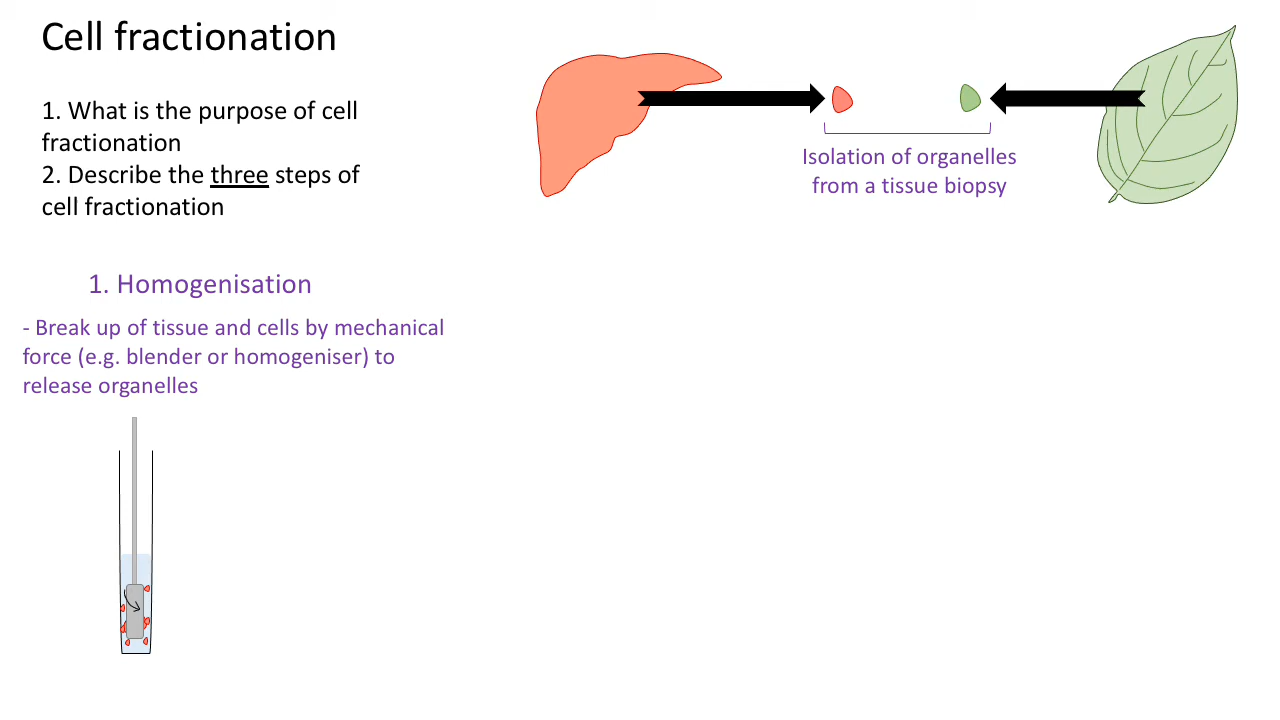 Cell fractionation
1. What is the purpose of cell
fractionation
2. Describe the three steps of
cell fractionation
Isolation of organelles
from a tissue biopsy
1. Homogenisation
- Break up of tissue and cells by mechanical
force (e.g. blender or homogeniser) to
release organelles